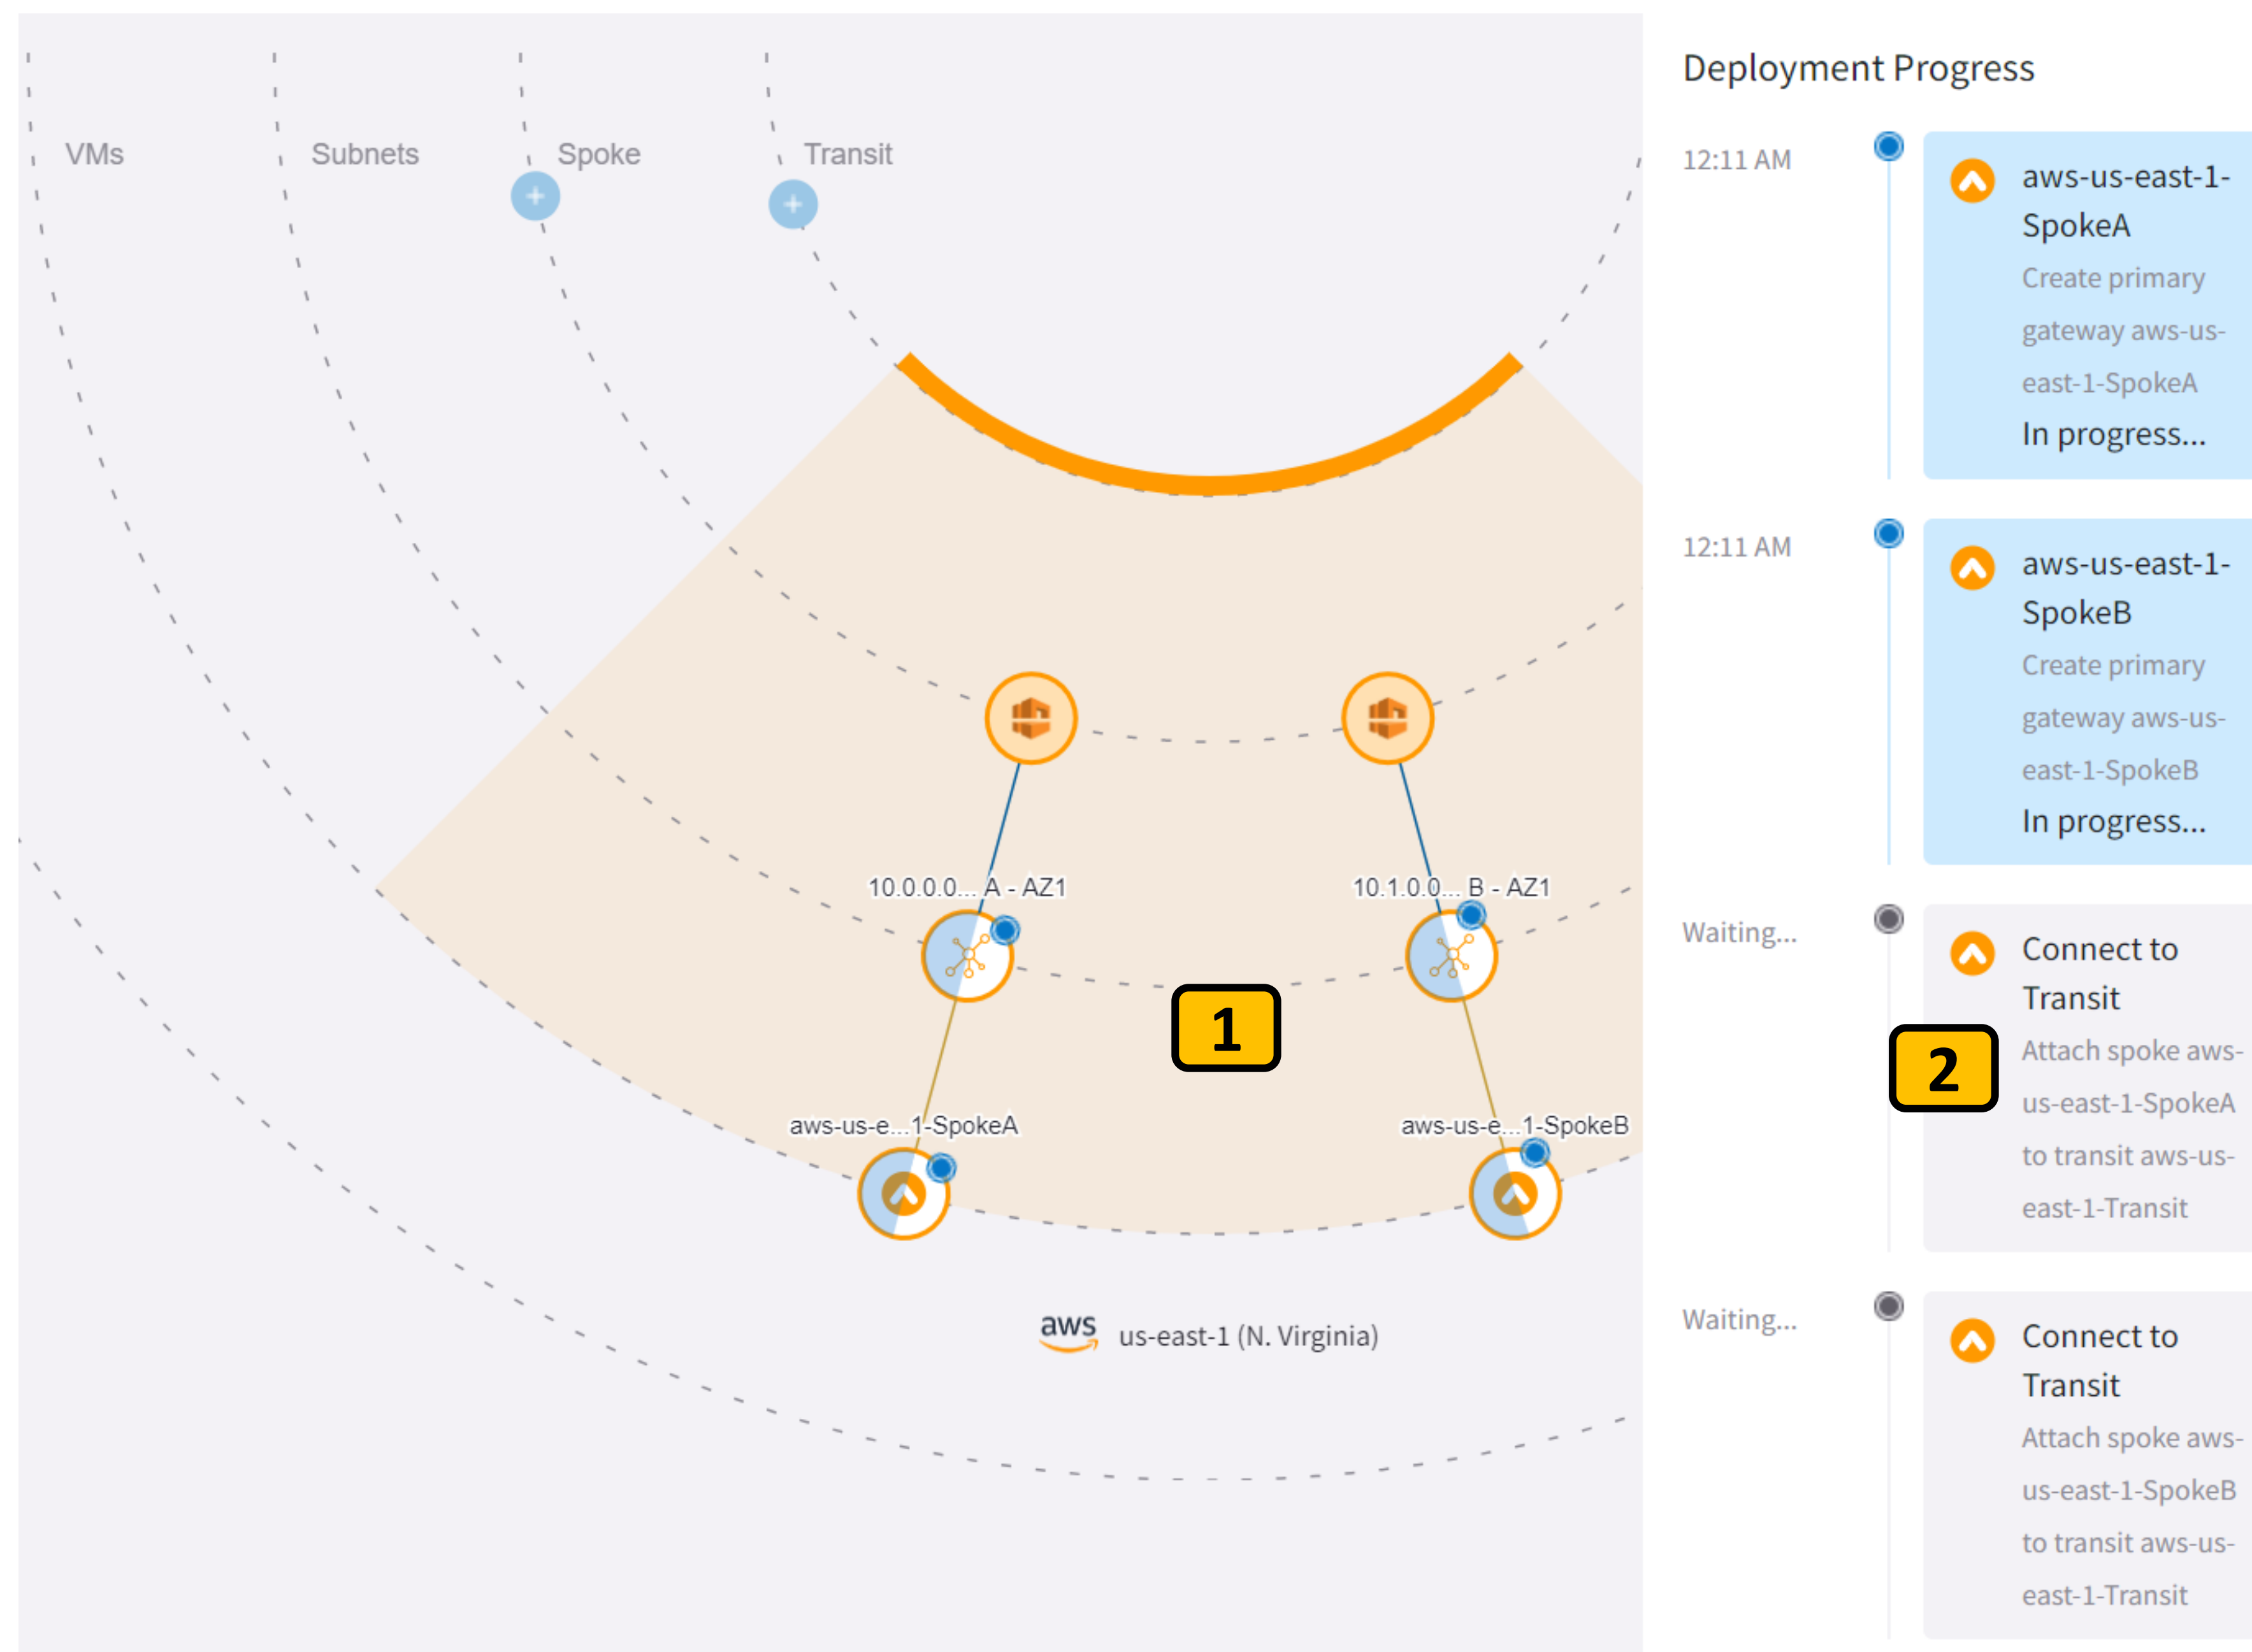 VMs
Subnets
Spoke
Transit
10.0.0.0... A - AZ1
10.1.0.0... B - AZ1
1
aws-us-e...1-SpokeA
aws-us-e...1-SpokeB
aws
us-east-1 (N. Virginia)
Deployment Progress
12:11 AM
aws-us-east-1-
SpokeA
Create primary
gateway aws-us-
east-1-SpokeA
In progress...
12:11 AM
aws-us-east-1-
SpokeB
Create primary
gateway aws-us-
east-1-SpokeB
In progress...
Waiting...
Connect to
Transit
2
Attach spoke aws-
us-east-1-SpokeA
to transit aws-us-
east-1-Transit
Waiting...
Connect to
Transit
Attach spoke aws-
us-east-1-SpokeB
to transit aws-us-
east-1-Transit